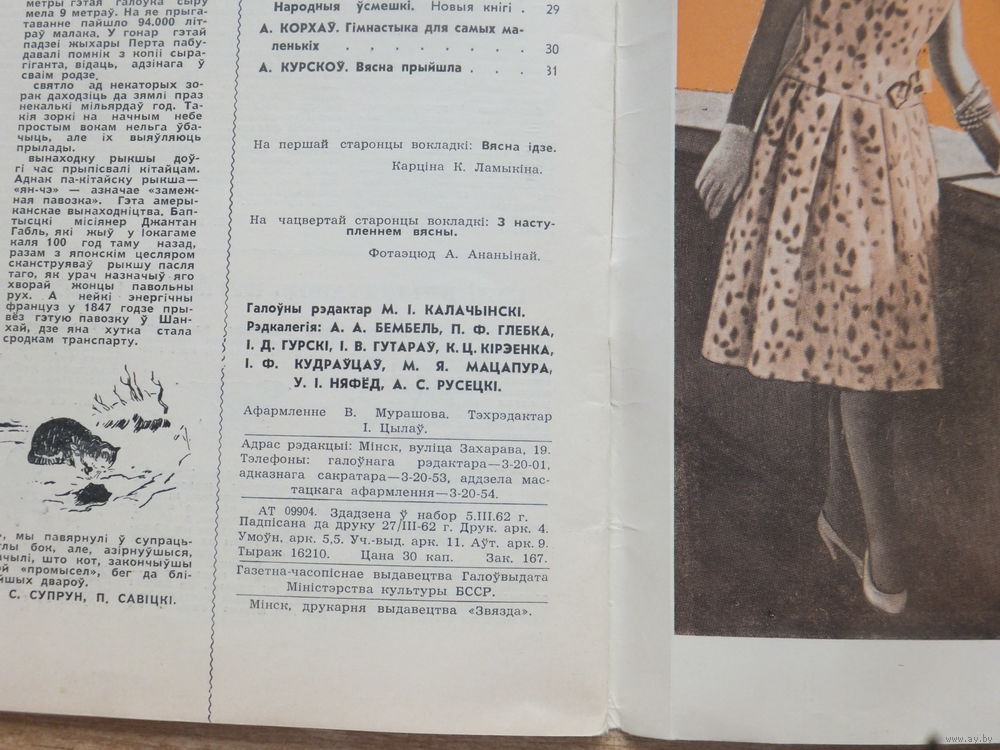 метры гэтая галоўка сыру
мела 9 метраў. На яе прыга-
таванне пайшло 94.000 літ-
раў малака. У гонар гэтай
падзеі жыхары Перта пабу-
давалі помнік з копіі сыра-
гіганта, відаць, адзінага ў
сваім родзе.
святло ад некаторых зо-
рак даходзіць да зямлі праз
некалькі мільярдаў год. Та-
кія зоркі на начным небе
простым вокам нельга ўба-
чыць, але іх выяўляюць
прылады.
вынаходку рыкшы доў-
гі час прыпісвалі кітайцам.
Аднак па-кітайску рыкша—
«ян-чэ» — азначае «замеж-
ная павозка». Гэта амеры-
канскае вынаходніцтва. Бап-
тысцкі місіянер Джантан
Габль, які жыў у Іокагаме
каля 100 год таму назад,
разам з японскім цесляром
сканструяваў рыкшу пасля
таго, як урач назначыў яго
хворай жонцы павольны
рух. А нейкі энергічны
француз у 1847 годзе пры-
вёз гэтую павозку ў Шан-
хай, дзе яна хутка стала
сродкам транспарту.
, мы павярнулі ў супраць-
лы бок, але, азірнуўшыся,
чылі, што кот, закончыўшы
й «промысел», бег да блі-
йшых двароў.
С. СУПРУН, П. САВІЦКІ.
Народныя ўсмешкі. Новыя кнігі . 29
А. КОРХАЎ. Гімнастыка для самых ма-
ленькіх . . . . . . . 30
А. КУРСКОЎ. Вясна прыйшла . . . 31
На першай старонцы вокладкі: Вясна ідзе.
Карціна К. Ламыкіна.
На чацвертай старонцы вокладкі: З насту-
пленнем вясны.
Фотаэцюд А. Ананьінай.
Галоўны рэдактар М. І. КАЛАЧЫНСКІ.
Рэдкалегія: А. А. БЕМБЕЛЬ, П. Ф. ГЛЕБКА,
І. Д. ГУРСКІ, І. В. ГУТАРАЎ, К. Ц. КІРЭЕНКА,
І. Ф. КУДРАЎЦАЎ, М. Я. МАЦАПУРА,
У. І. НЯФЁД, А. С. РУСЕЦКІ.
Афармленне В. Мурашова. Тэхрэдактар
І. Цылаў.
Адрас рэдакцыі: Мінск, вуліца Захарава, 19.
Тэлефоны: галоўнага рэдактара—3-20-01,
адказнага сакратара—3-20-53, аддзела мас-
тацкага афармлення—3-20-54.
АТ 09904. Здадзена ў набор 5.III.62 г.
Падпісана да друку 27/III-62 г. Друк. арк. 4.
Умоўн. арк. 5,5. Уч.-выд. арк. 11. Аўт. арк. 9.
Тыраж 16210. Цана 30 кап. Зак. 167.
Газетна-часопіснае выдавецтва Галоўвыдата
Міністэрства культуры БССР.
Мінск, друкарня выдавецтва «Звязда».
www.ay.by